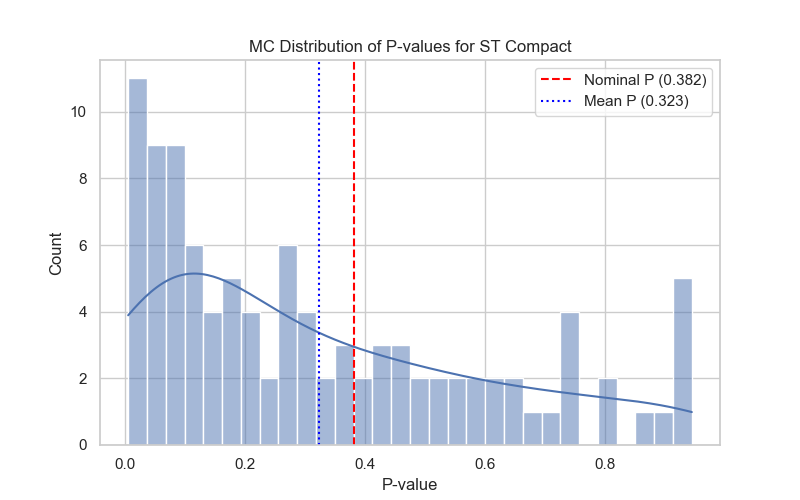 MC Distribution of P-values for ST Compact
Nominal P (0.382)
Mean P (0.323)
Count
10
8
6
4
2
0
0.0 0.2 0.4 0.6 0.8
P-value